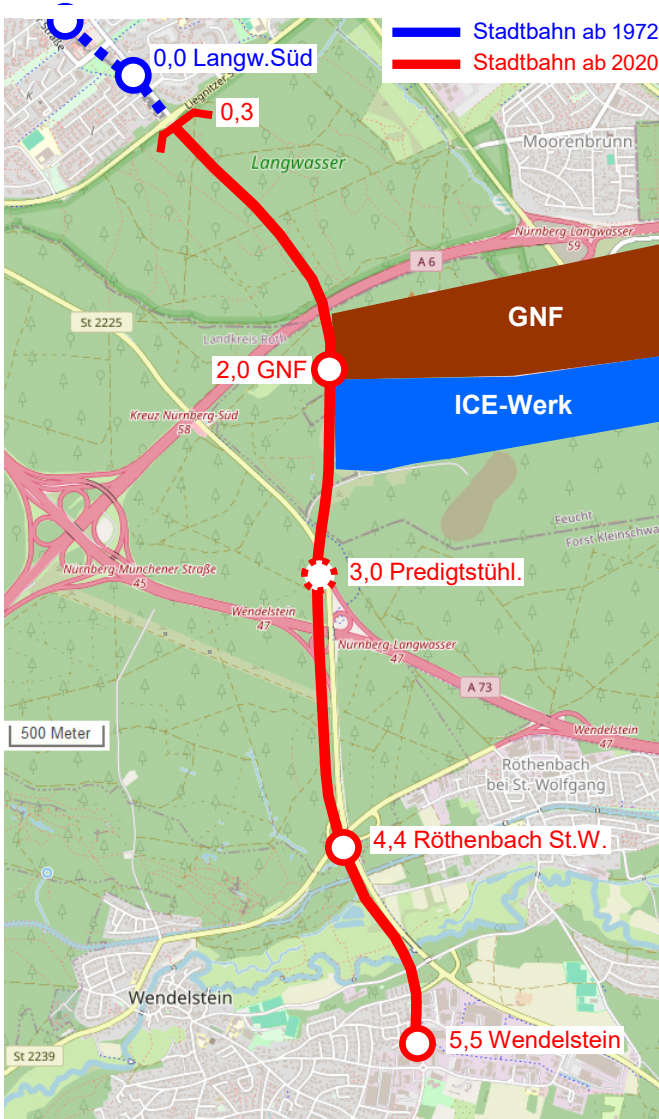 Stadtbahn ab 1972
Stadtbahn ab 2020
Straße
0,0 Langw.Süd
Liegnitzer S
0,3
K
I
Langwasser
Moorenbrunn
Nürnberg-Langwasser
59
A 6
St 2225
Landkreis Roth
GNF
2,0 GNF
ICE-Werk
Kreuz Nürnberg-Süd
58
Feucht
Forst Kleinschwa
Nürnberg-Münchener Straße
45
3,0 Predigtstühl.
Wendelstein
47
Nürnberg-Langwasser
47
A 73
500 Meter
Wendelstein
47
Röthenbach
bei St. Wolfgang
4,4 Röthenbach St.W.
Wendelstein
5,5 Wendelstein
St 2239